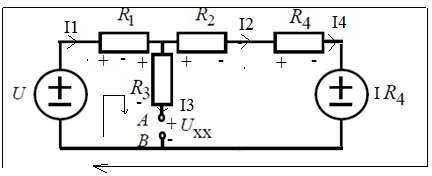 I1 R1 R2 I2 R4 I4
+ - + + - + -
U R3 I R4
- I3
A + Uxx
B -